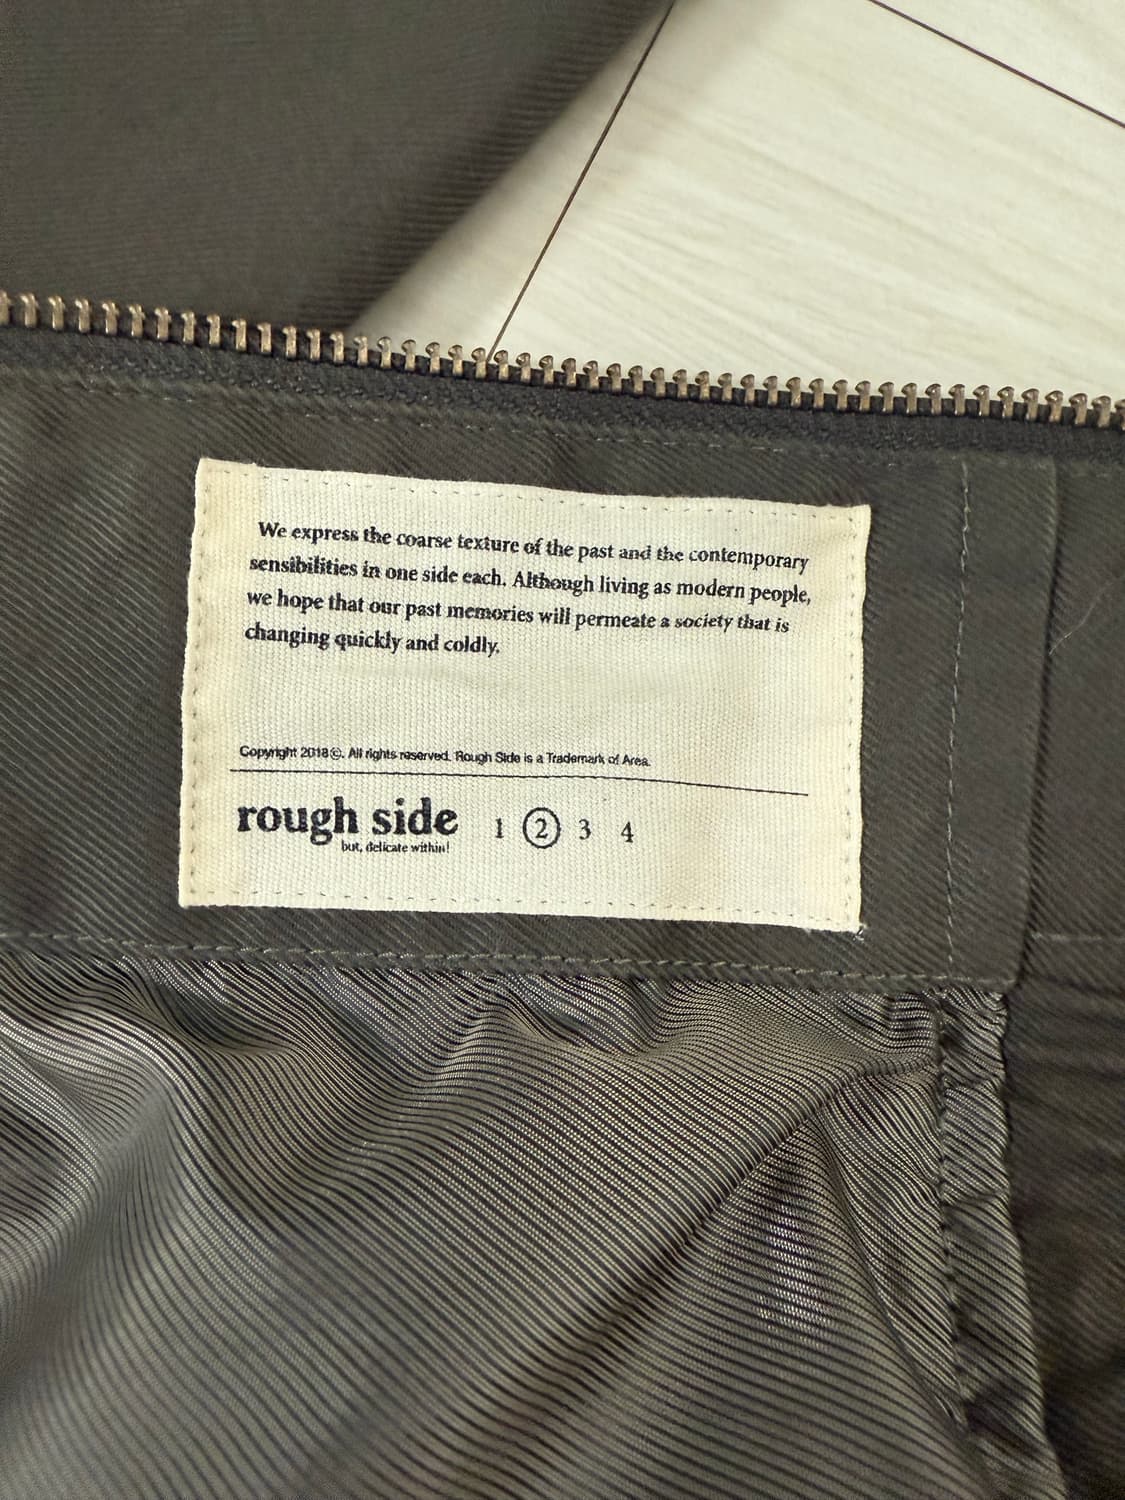 We express the coarse texture of the past and the contemporary
sensibilities in one side each. Although living as modern people,
we hope that our past memories will permeate a society that is
changing quickly and coldly.
Copyright 2018©. All rights reserved. Rough Side is a Trademark of Area.
rough side 1 2 3 4
but, delicate within!